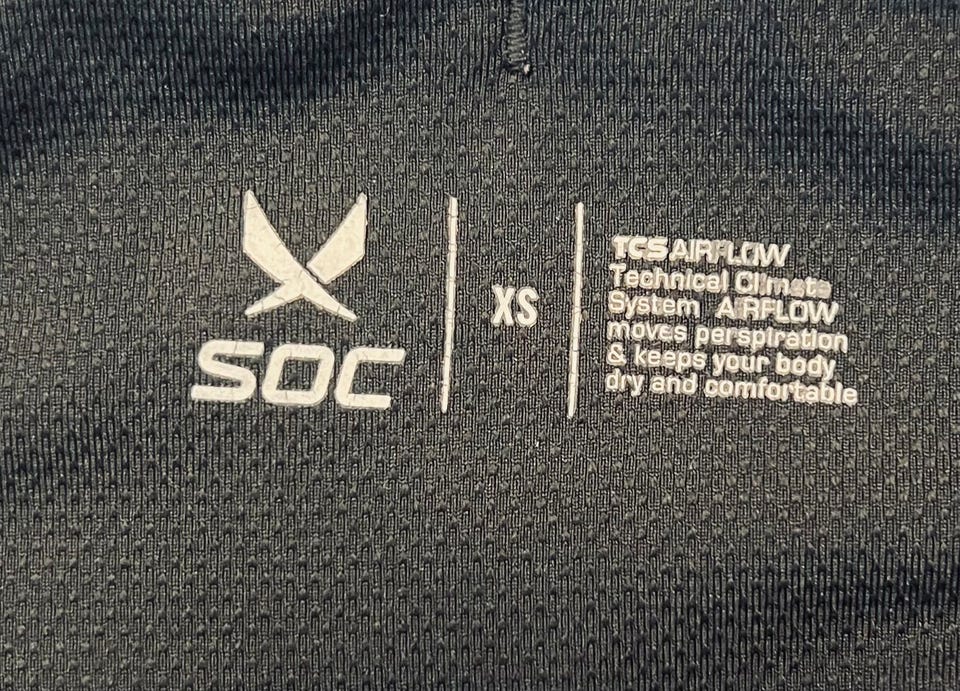 SOC
XS
TCS AIRFLOW
Technical Climate
System AIRFLOW
moves perspiration
& keeps your body
dry and comfortable